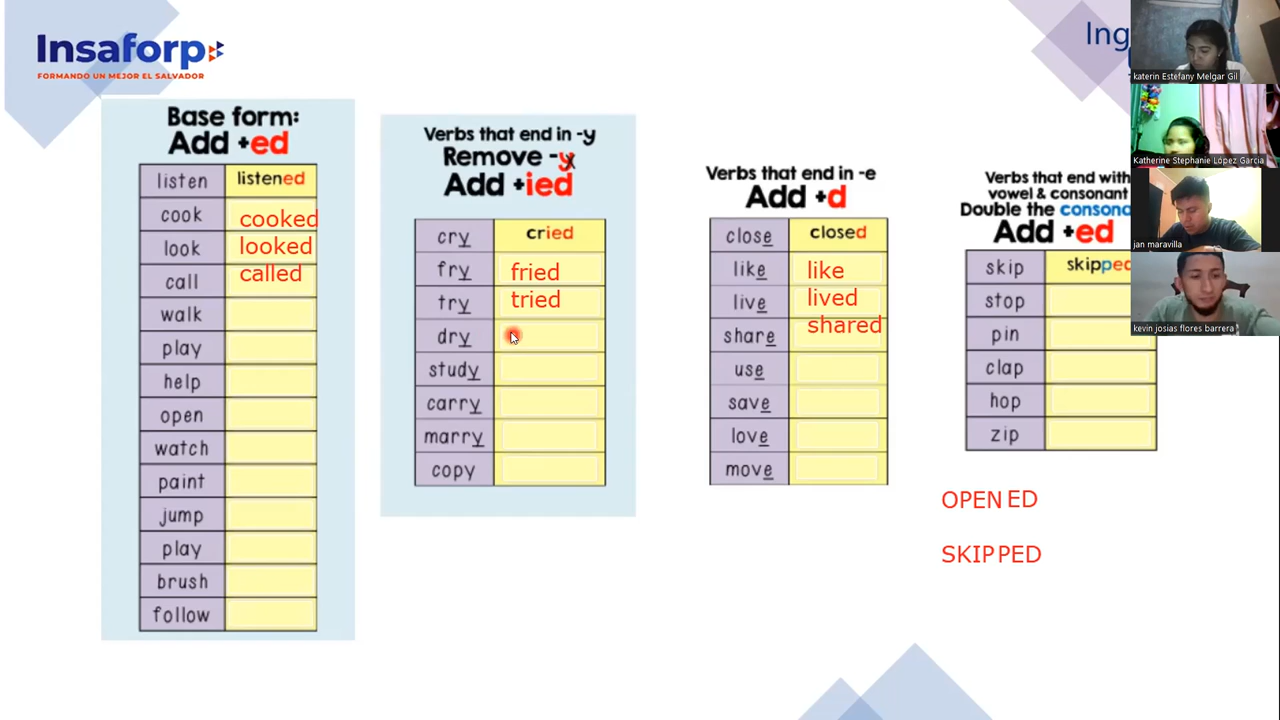 Insaforp
FORMANDO UN MEJOR EL SALVADOR
Ing
Base form:
Add +ed
listen listened
cook cooked
look looked
call called
walk
play
help
open
watch
paint
jump
play
brush
follow
Verbs that end in -y
Remove -y
Add +ied
cry cried
fry fried
try tried
dry
study
carry
marry
copy
Verbs that end in -e
Add +d
close closed
like like
live lived
share shared
use
save
love
move
Verbs that end with
vowel & consonant
Double the consona
Add +ed
skip skipped
stop
pin
clap
hop
zip
OPEN ED
SKIPPED
katerin Estefany Melgar Gil
Katherine Stephanie López Garcia
jan maravilla
kevin josias flores barrera